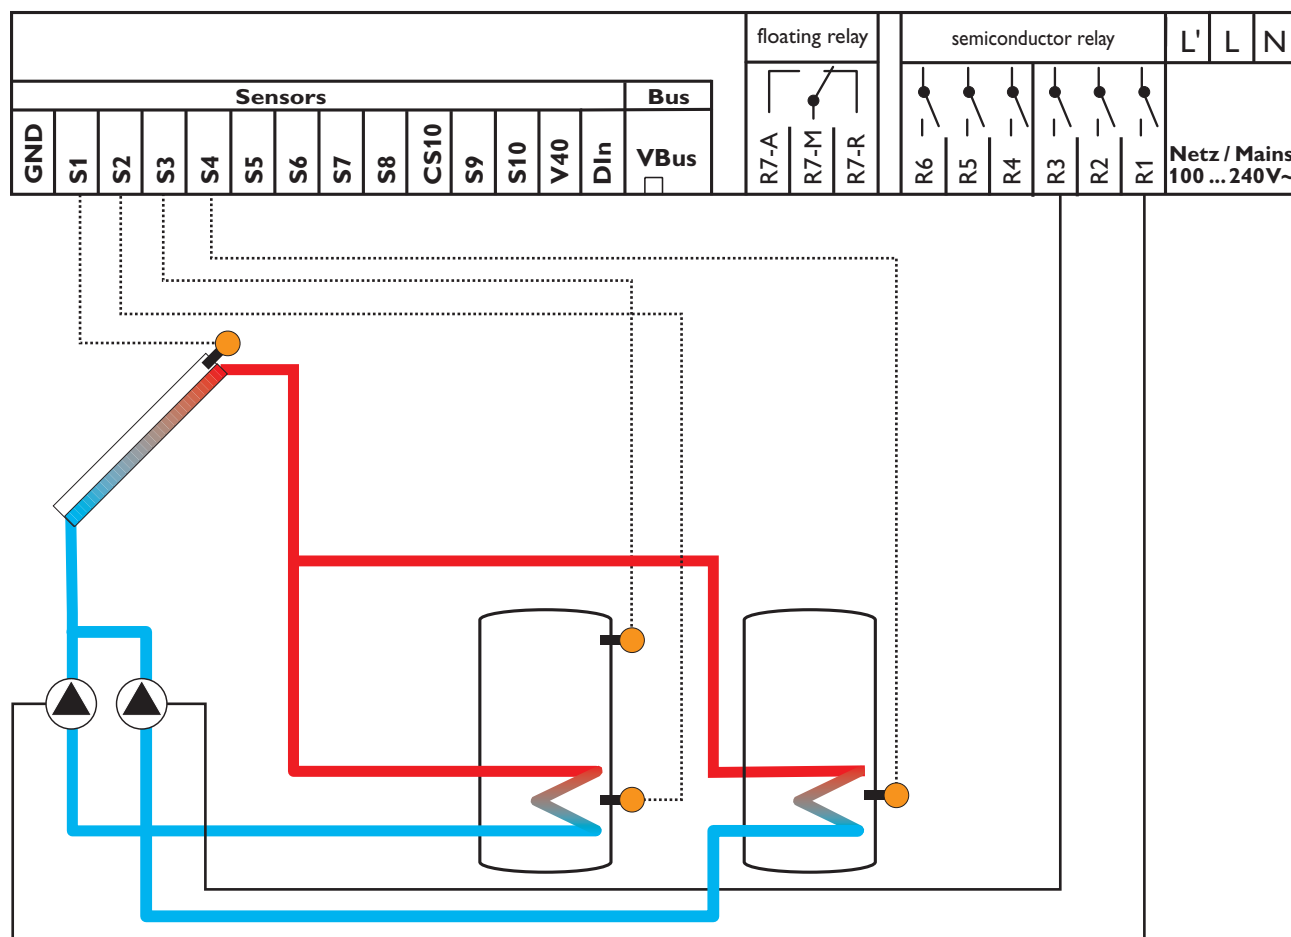 floating relay
semiconductor relay
L' L N
Sensors
Bus
GND S1 S2 S3 S4 S5 S6 S7 S8 CS10 S9 S10 V40 DIn
VBus
R7-A R7-M R7-R
R6 R5 R4 R3 R2 R1
Netz / Mains
100 ... 240V~